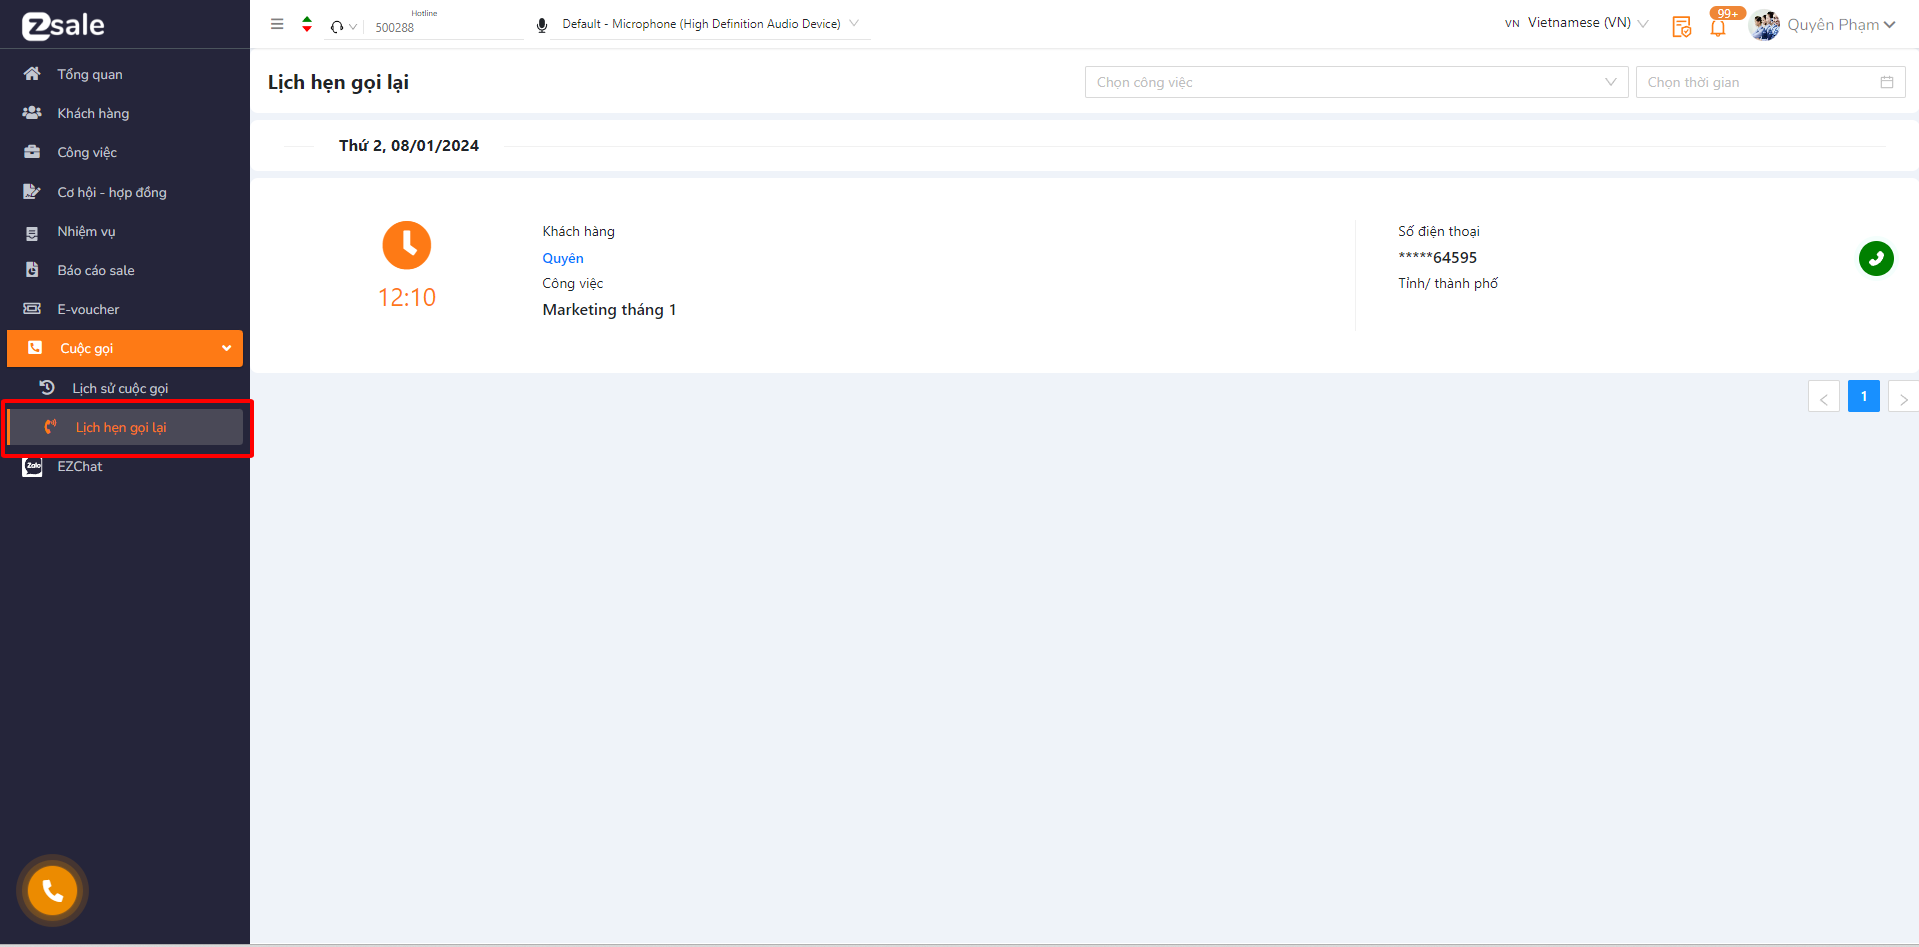 Zsale
Hotline
500288
Default - Microphone (High Definition Audio Device)
VN Vietnamese (VN)
99+
Quyên Phạm
Tổng quan
Khách hàng
Công việc
Cơ hội - hợp đồng
Nhiệm vụ
Báo cáo sale
E-voucher
Cuộc gọi
Lịch sử cuộc gọi
Lịch hẹn gọi lại
Zalo
EZChat
Lịch hẹn gọi lại
Chọn công việc
Chọn thời gian
Thứ 2, 08/01/2024
12:10
Khách hàng
Quyên
Công việc
Marketing tháng 1
Số điện thoại
*****64595
Tỉnh/ thành phố
1